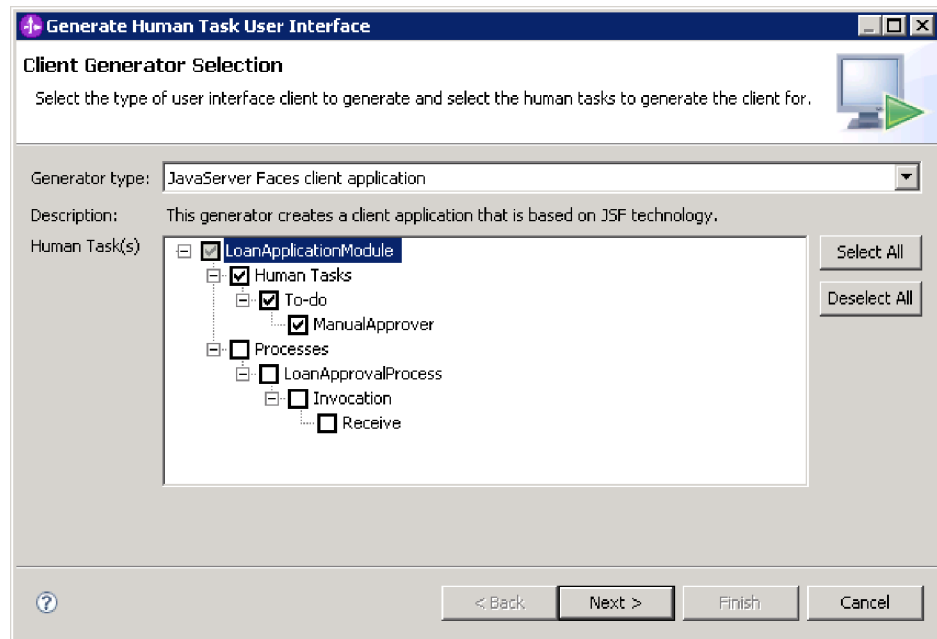 Generate Human Task User Interface
Client Generator Selection
Select the type of user interface client to generate and select the human tasks to generate the client for.
Generator type: JavaServer Faces client application
Description: This generator creates a client application that is based on JSF technology.
Human Task(s)
LoanApplicationModule
Select All
Human Tasks
To-do
Deselect All
ManualApprover
Processes
LoanApprovalProcess
Invocation
Receive
? < Back Next > Finish Cancel